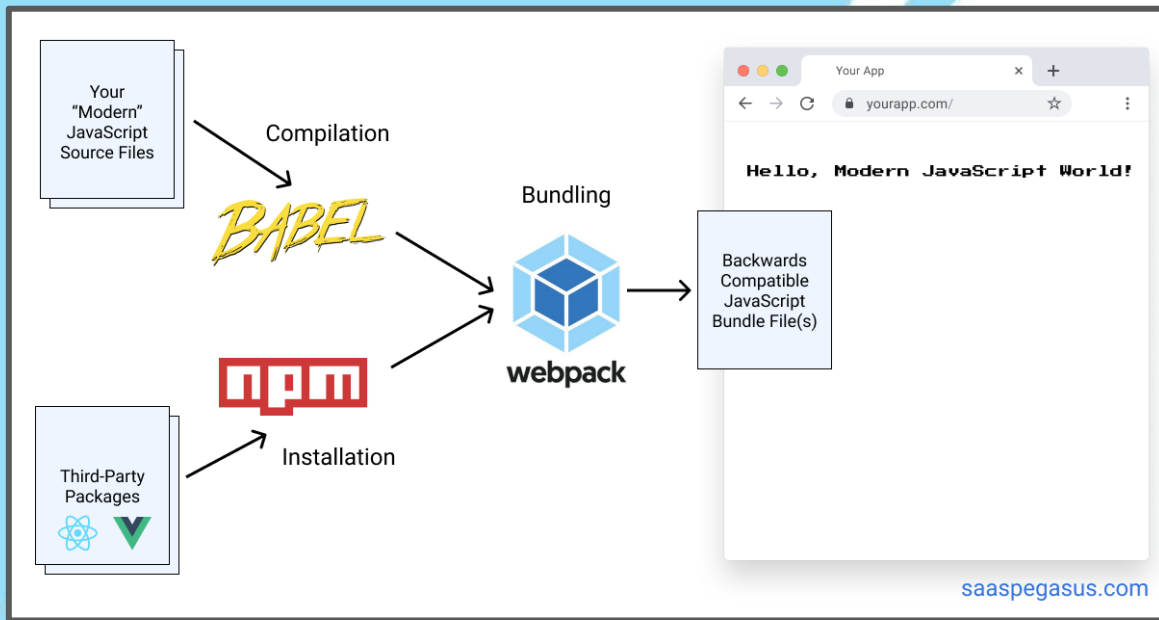 Your
“Modern”
JavaScript
Source Files
Compilation
BABEL
Bundling
webpack
npm
Installation
Third-Party
Packages
Your App
yourapp.com/
Hello, Modern JavaScript World!
Backwards
Compatible
JavaScript
Bundle File(s)
saaspegasus.com